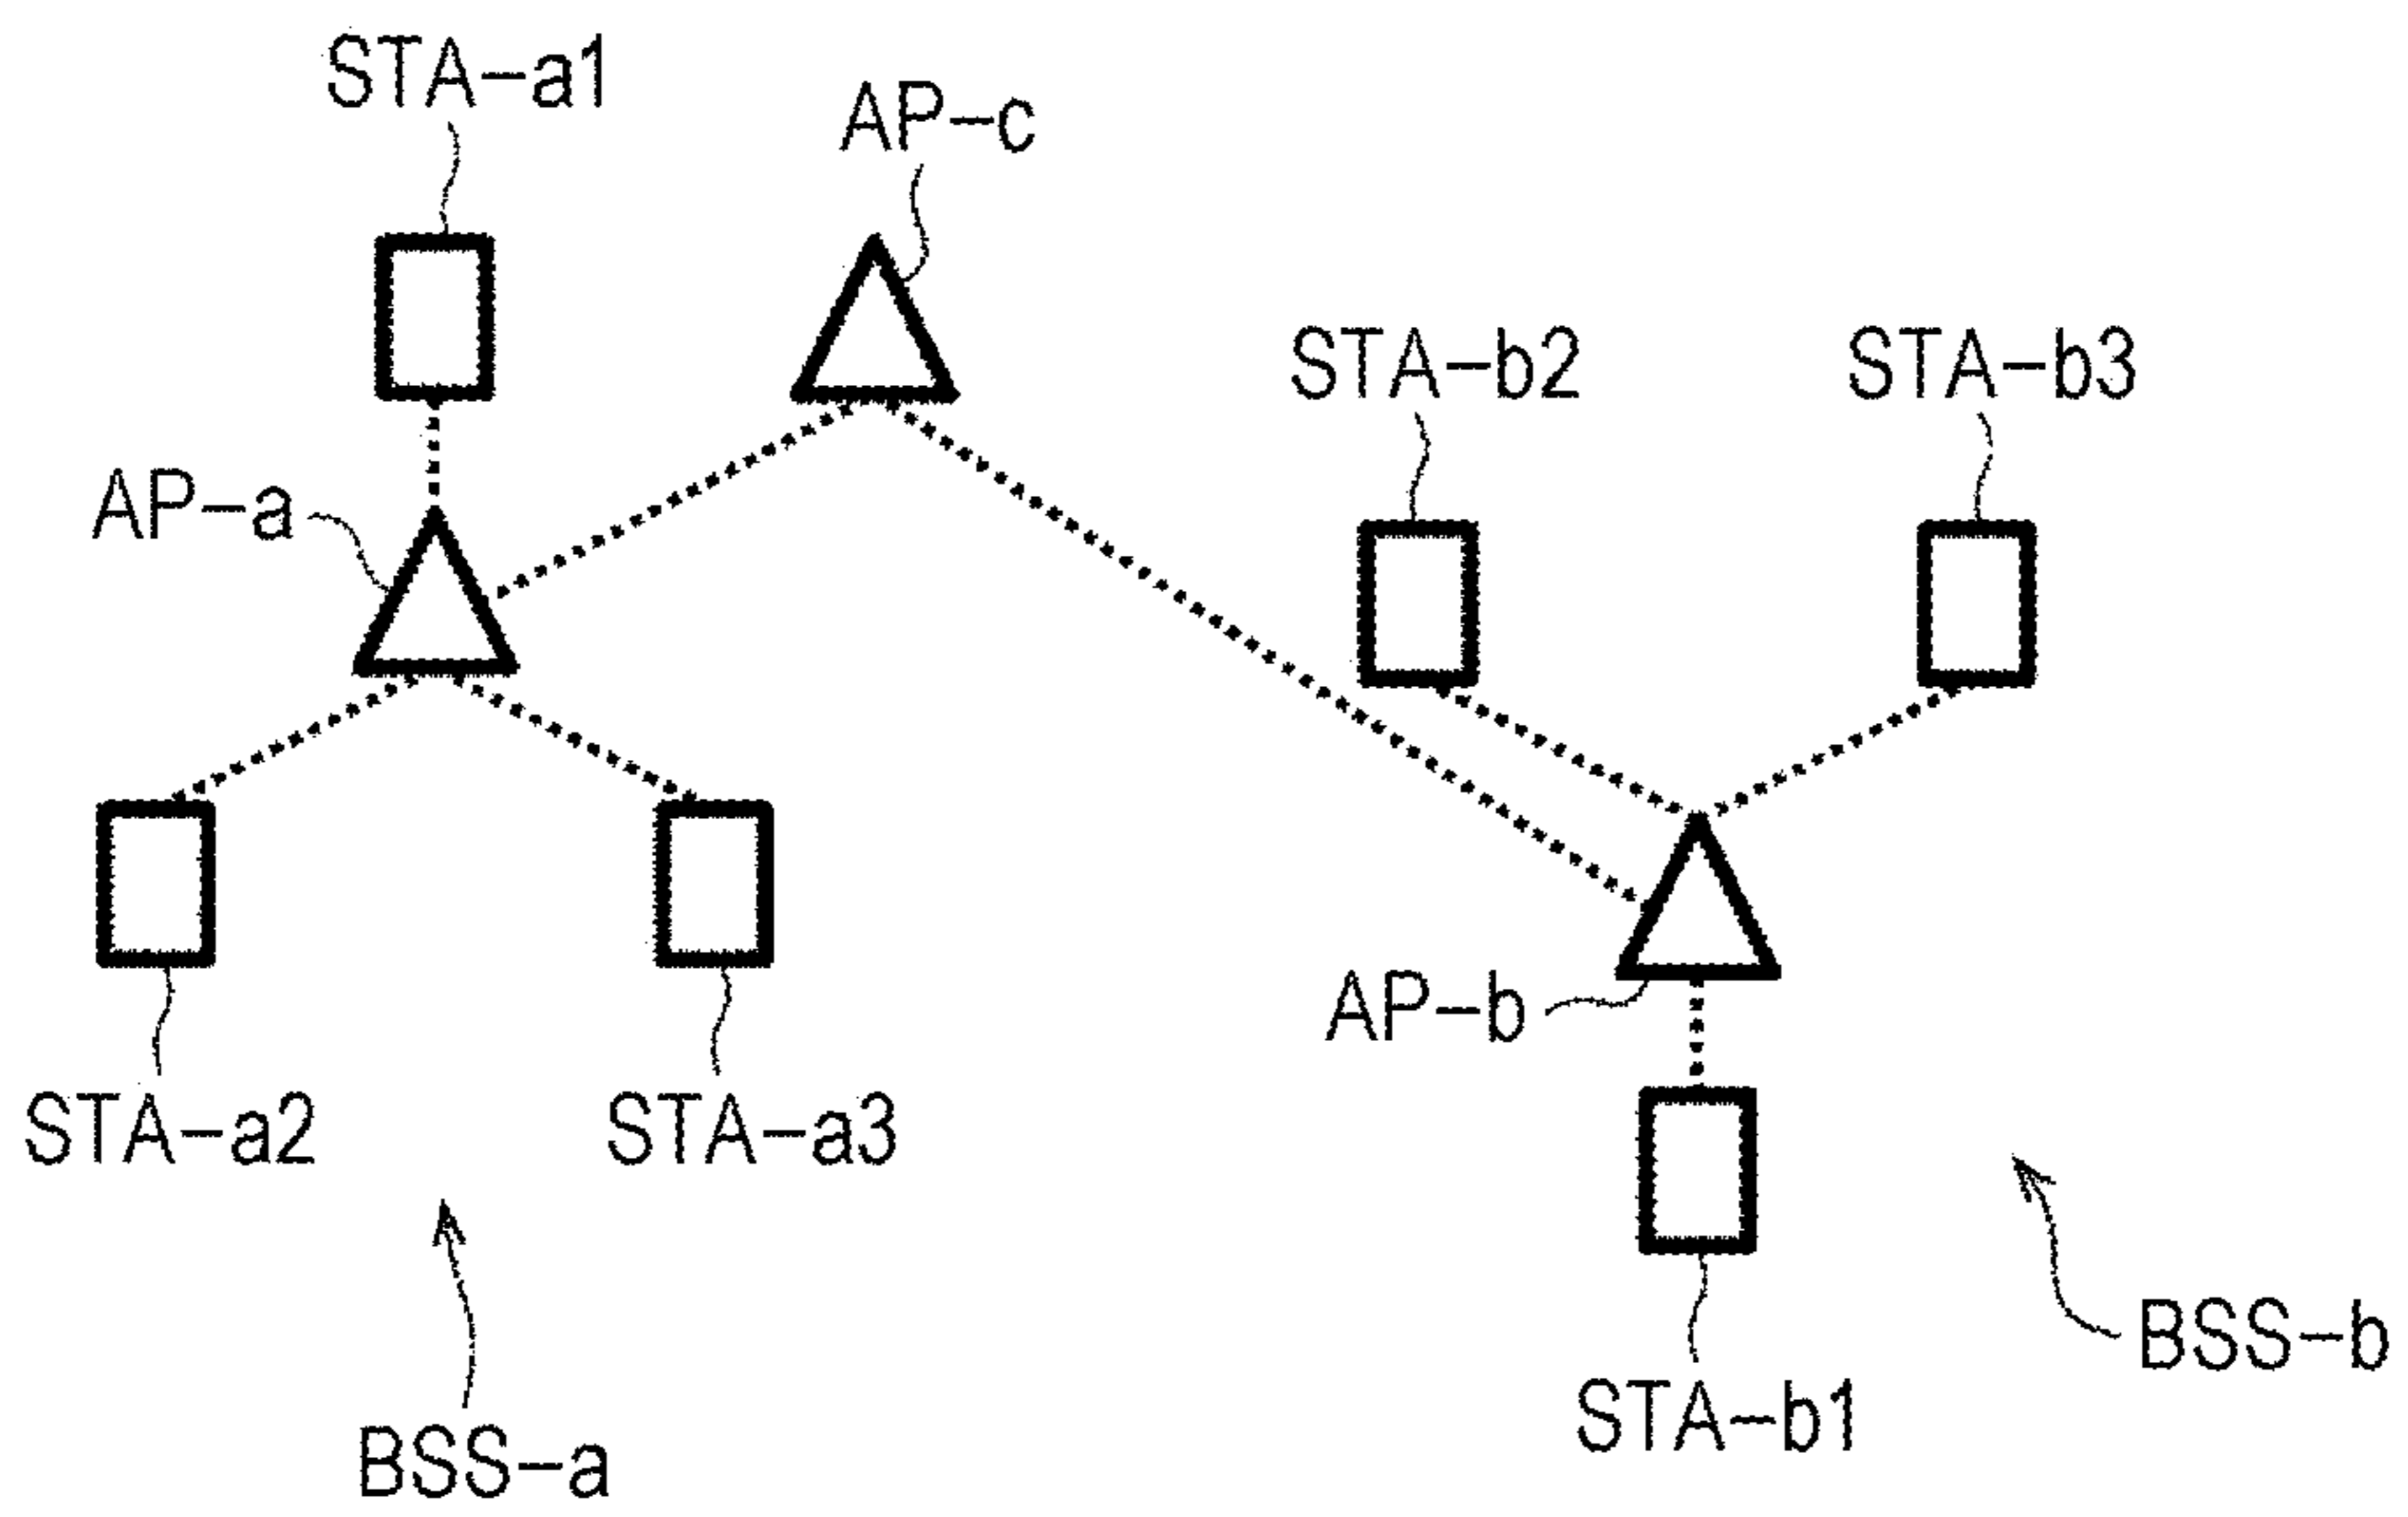 STA-a1
AP-c
STA-b2
STA-b3
AP-a
AP-b
STA-a2
STA-a3
BSS-b
STA-b1
BSS-a